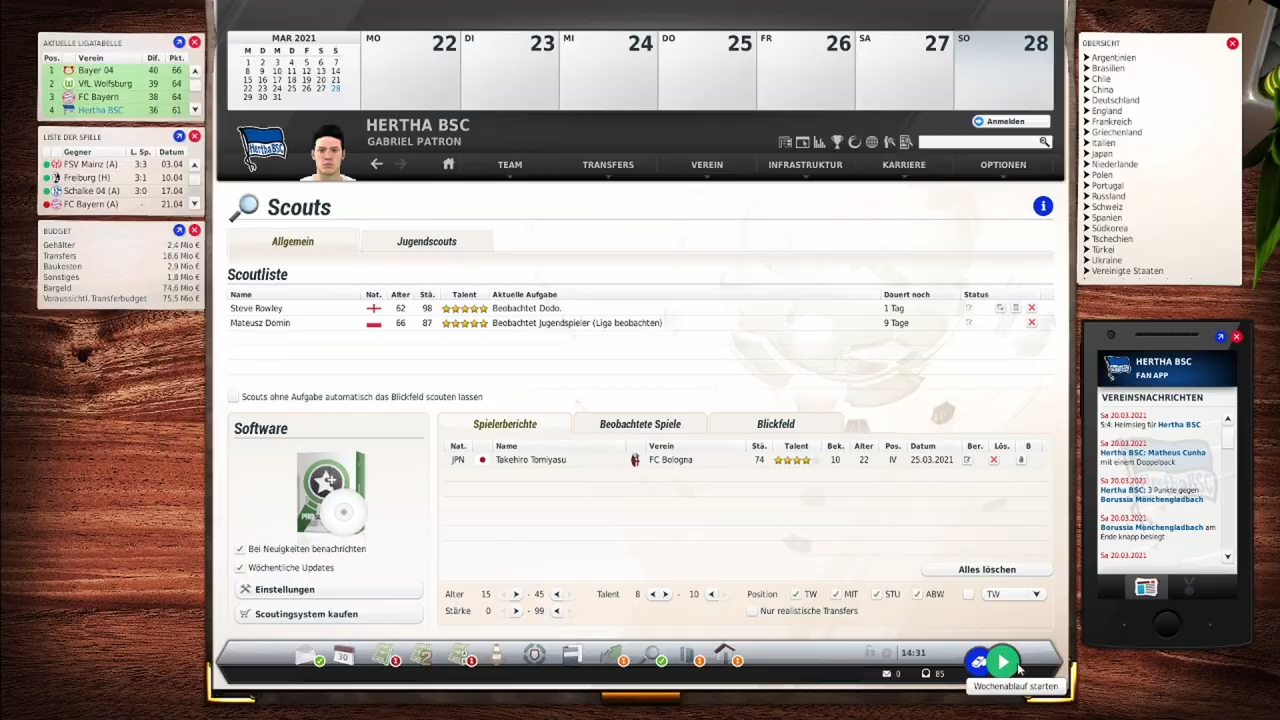 AKTUELLE LIGATABELLE
Pos. Verein Dif. Pkt.
1 Bayer 04 40 66
2 VfL Wolfsburg 39 64
3 FC Bayern 38 64
4 Hertha BSC 36 61
LISTE DER SPIELE
Gegner L. Sp. Datum
FSV Mainz (A) 3:3 03.04
Freiburg (H) 3:1 10.04
Schalke 04 (A) 3:0 17.04
FC Bayern (A) - 21.04
BUDGET
Gehälter 2,4 Mio €
Transfers 18,6 Mio €
Baukosten 2,9 Mio €
Sonstiges 1,8 Mio €
Bargeld 74,6 Mio €
Voraussichtl. Transferbudget 75,5 Mio €
MAR 2021
M D M D F S S
1 2 3 4 5 6 7
8 9 10 11 12 13 14
15 16 17 18 19 20 21
22 23 24 25 26 27 28
29 30 31
MO 22 DI 23 MI 24 DO 25 FR 26 SA 27 SO 28
HERTHA BSC
GABRIEL PATRON
Anmelden
TEAM TRANSFERS VEREIN INFRASTRUKTUR KARRIERE OPTIONEN
Scouts
Allgemein Jugendscouts
Scoutliste
Name Nat. Alter Stä. Talent Aktuelle Aufgabe Dauert noch Status
Steve Rowley 62 98 Beobachtet Dodo. 1 Tag
Mateusz Domin 66 87 Beobachtet Jugendspieler (Liga beobachten) 9 Tage
Scouts ohne Aufgabe automatisch das Blickfeld scouten lassen
Software
Bei Neuigkeiten benachrichten
Wöchentliche Updates
Einstellungen
Scoutingsystem kaufen
Spielerberichte Beobachtete Spiele Blickfeld
Nat. Name Verein Stä. Talent Bek. Alter Pos. Datum Ber. Lös. B
JPN Takehiro Tomiyasu FC Bologna 74 10 22 IV 25.03.2021
Alles löschen
Alter 15 - 45 Talent 8 - 10 Position TW MIT STU ABW TW
Stärke 0 - 99 Nur realistische Transfers
30 1 1 1 1 1 14:31
0 85
Wochenablauf starten
ÜBERSICHT
Argentinien
Brasilien
Chile
China
Deutschland
England
Frankreich
Griechenland
Italien
Japan
Niederlande
Polen
Portugal
Russland
Schweiz
Spanien
Südkorea
Tschechien
Türkei
Ukraine
Vereinigte Staaten
HERTHA BSC
FAN APP
VEREINSNACHRICHTEN
Sa 20.03.2021
5:4: Heimsieg für Hertha BSC
Sa 20.03.2021
Hertha BSC: Matheus Cunha
mit einem Doppelpack
Sa 20.03.2021
Hertha BSC: 3 Punkte gegen
Borussia Mönchengladbach
Sa 20.03.2021
Borussia Mönchengladbach am
Ende knapp besiegt
Sa 20.03.2021